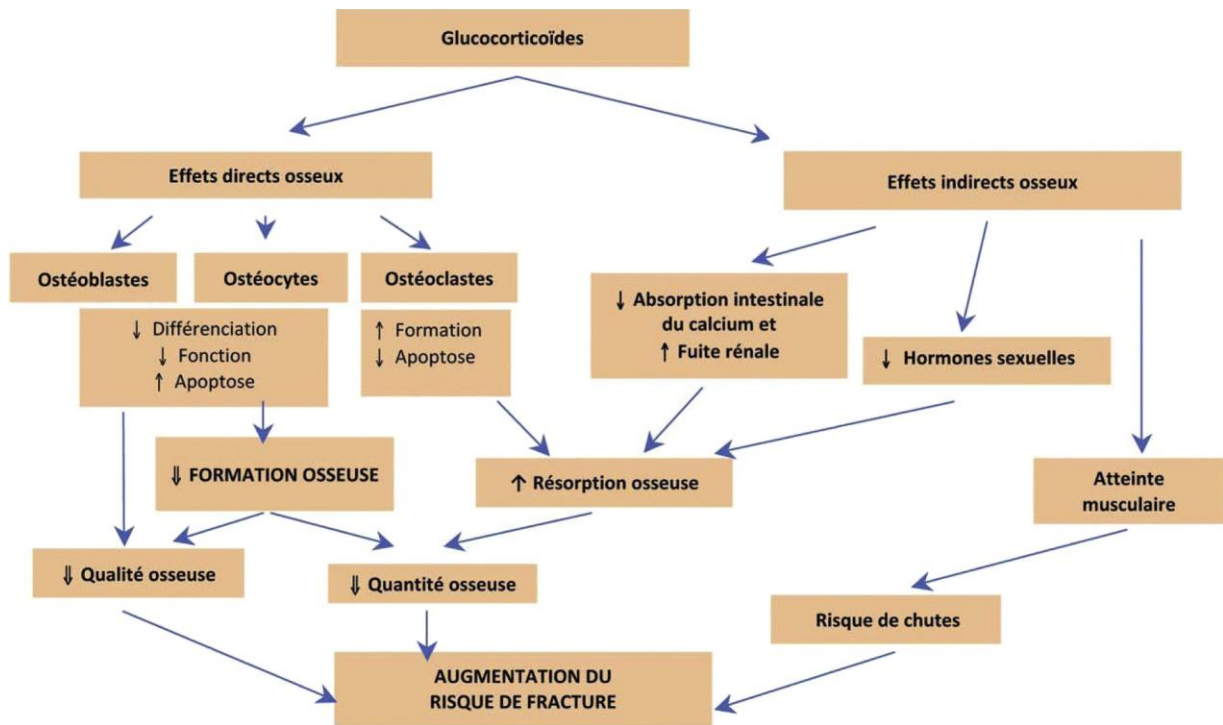 Glucocorticoïdes
Effets directs osseux
Effets indirects osseux
Ostéoblastes
Ostéocytes
Ostéoclastes
↓ Différenciation
↓ Fonction
↑ Apoptose
↑ Formation
↓ Apoptose
↓ Absorption intestinale
du calcium et
↑ Fuite rénale
↓ Hormones sexuelles
⇓ FORMATION OSSEUSE
↑ Résorption osseuse
Atteinte
musculaire
⇓ Qualité osseuse
⇓ Quantité osseuse
Risque de chutes
AUGMENTATION DU
RISQUE DE FRACTURE